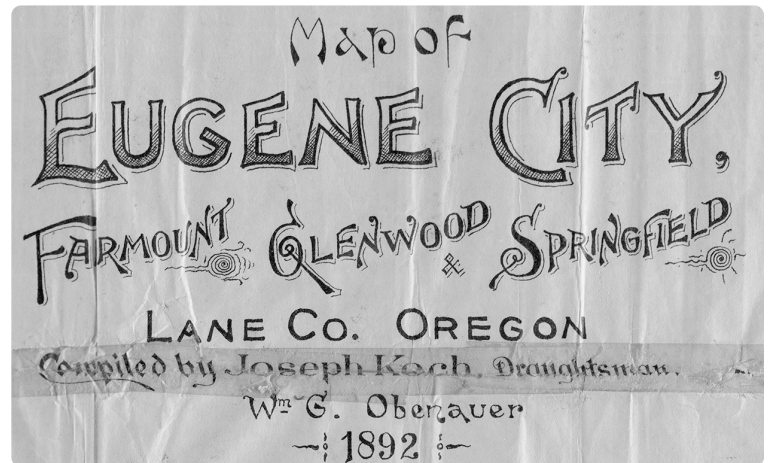 Map of
EUGENE CITY,
FARMOUNT GLENWOOD & SPRINGFIELD
LANE CO. OREGON
Compiled by Joseph Koch, Draughtsman.
Wm G. Obenauer
1892